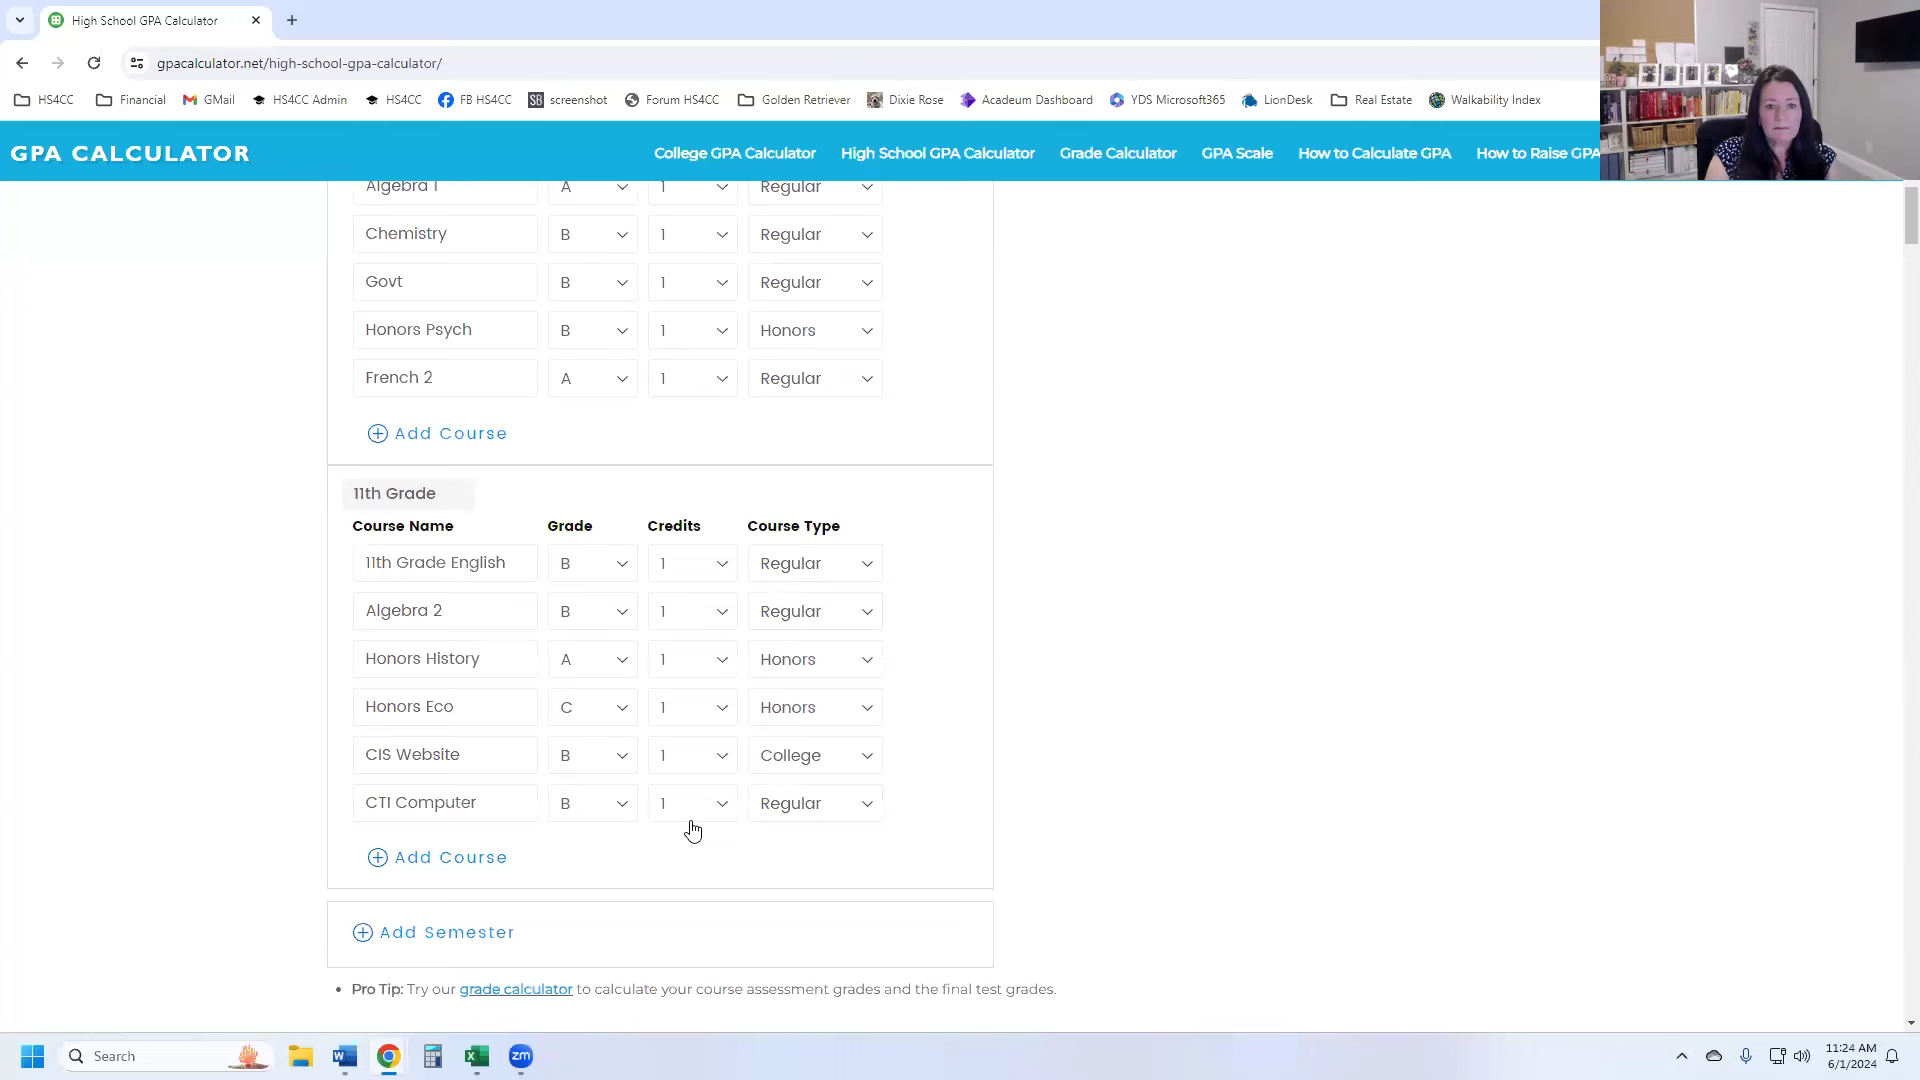 High School GPA Calculator
gpacalculator.net/high-school-gpa-calculator/
HS4CC Financial GMail HS4CC Admin HS4CC FB HS4CC SB screenshot Forum HS4CC Golden Retriever Dixie Rose Acadeum Dashboard YDS Microsoft365 LionDesk Real Estate Walkability Index
GPA CALCULATOR College GPA Calculator High School GPA Calculator Grade Calculator GPA Scale How to Calculate GPA How to Raise GPA
Algebra 1 A 1 Regular
Chemistry B 1 Regular
Govt B 1 Regular
Honors Psych B 1 Honors
French 2 A 1 Regular
Add Course
11th Grade
Course Name Grade Credits Course Type
11th Grade English B 1 Regular
Algebra 2 B 1 Regular
Honors History A 1 Honors
Honors Eco C 1 Honors
CIS Website B 1 College
CTI Computer B 1 Regular
Add Course
Add Semester
• Pro Tip: Try our grade calculator to calculate your course assessment grades and the final test grades.
Search
zm
11:24 AM
6/1/2024